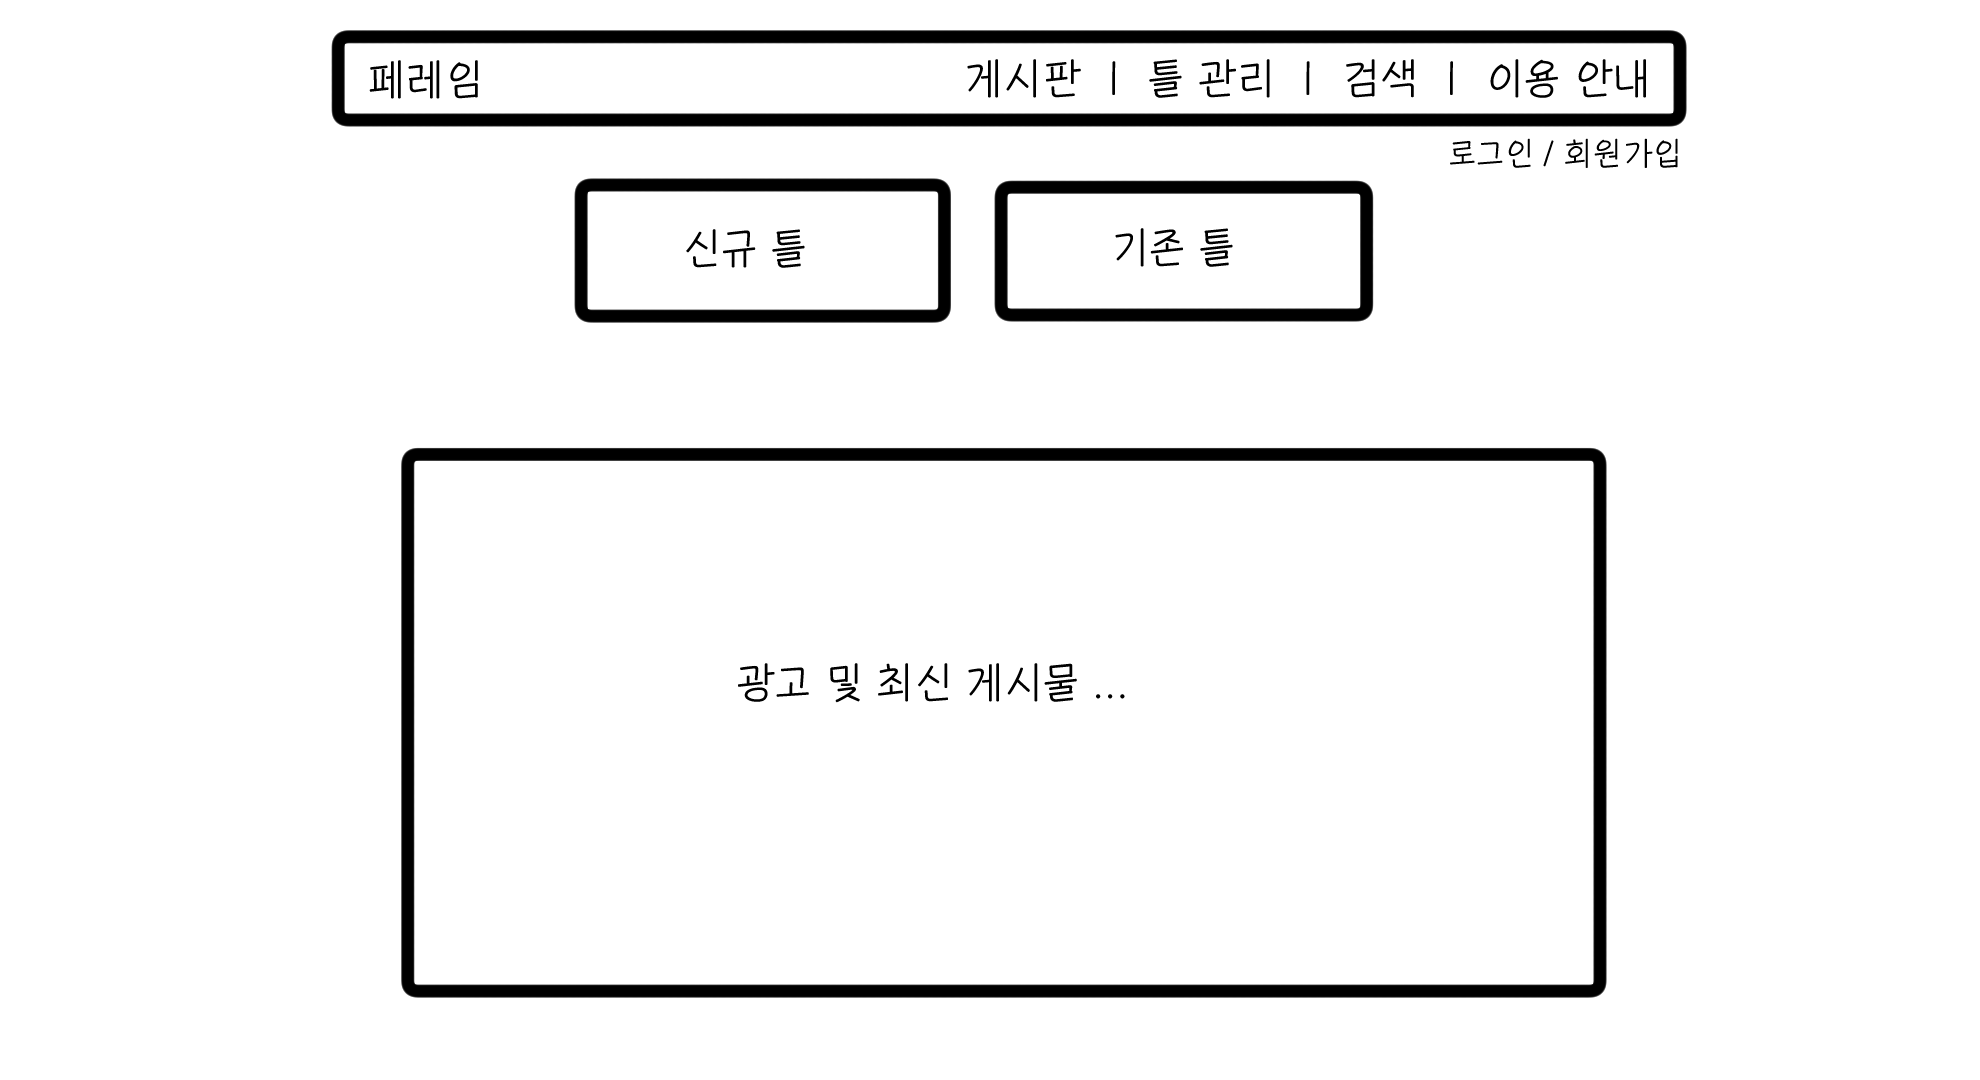 페레임 게시판 | 틀 관리 | 검색 | 이용 안내
로그인 / 회원가입
신규 틀 기존 틀
광고 및 최신 게시물 ...